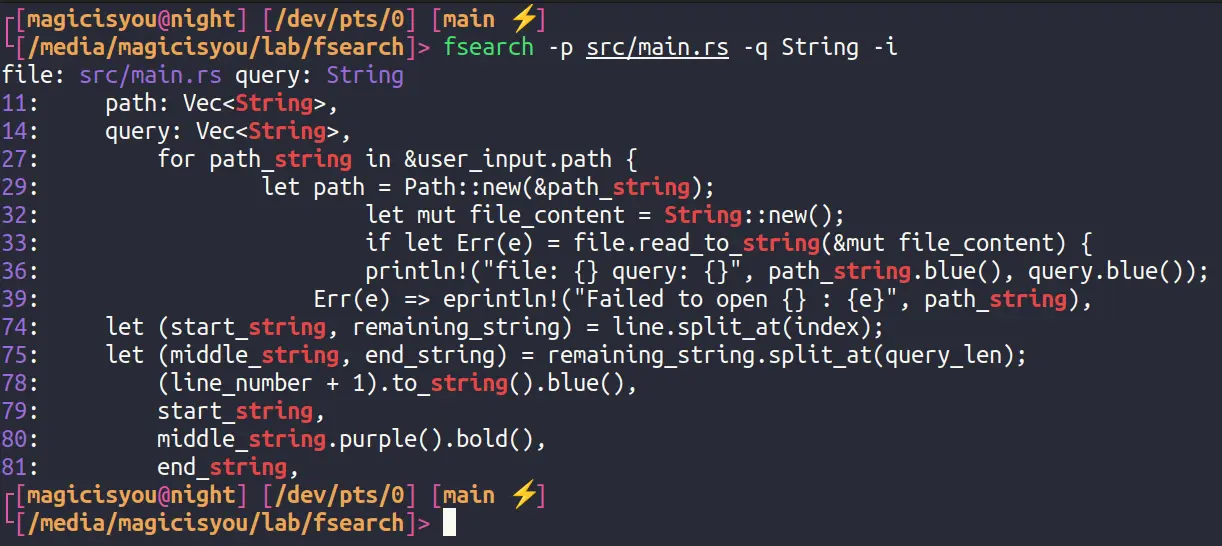 ┌[magicisyou@night] [/dev/pts/0] [main ⚡]
└[/media/magicisyou/lab/fsearch]> fsearch -p src/main.rs -q String -i
file: src/main.rs query: String
11:     path: Vec<String>,
14:     query: Vec<String>,
27:         for path_string in &user_input.path {
29:                 let path = Path::new(&path_string);
32:                         let mut file_content = String::new();
33:                         if let Err(e) = file.read_to_string(&mut file_content) {
36:                         println!("file: {} query: {}", path_string.blue(), query.blue());
39:                     Err(e) => eprintln!("Failed to open {} : {e}", path_string),
74:     let (start_string, remaining_string) = line.split_at(index);
75:     let (middle_string, end_string) = remaining_string.split_at(query_len);
78:         (line_number + 1).to_string().blue(),
79:         start_string,
80:         middle_string.purple().bold(),
81:         end_string,
┌[magicisyou@night] [/dev/pts/0] [main ⚡]
└[/media/magicisyou/lab/fsearch]>